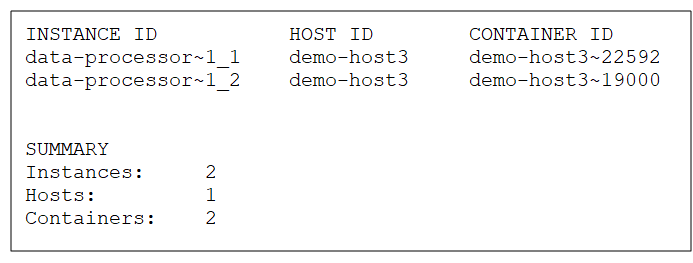 INSTANCE ID HOST ID CONTAINER ID
data-processor~1_1 demo-host3 demo-host3~22592
data-processor~1_2 demo-host3 demo-host3~19000
SUMMARY
Instances: 2
Hosts: 1
Containers: 2